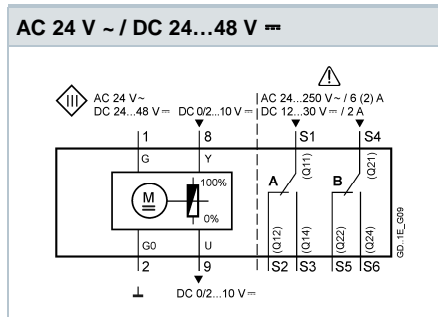 AC 24 V ~ / DC 24…48 V ⎓
AC 24 V ~
DC 24...48 V ⎓
DC 0/2...10 V ⎓
AC 24...250 V ~ / 6 (2) A
DC 12...30 V ⎓ / 2 A
III
1 8 S1 S4
G Y (Q11) (Q21)
A B
M
100%
0%
G0 U (Q12) (Q14) (Q22) (Q24)
2 9 S2 S3 S5 S6
DC 0/2...10 V ⎓
GD..1E_G09